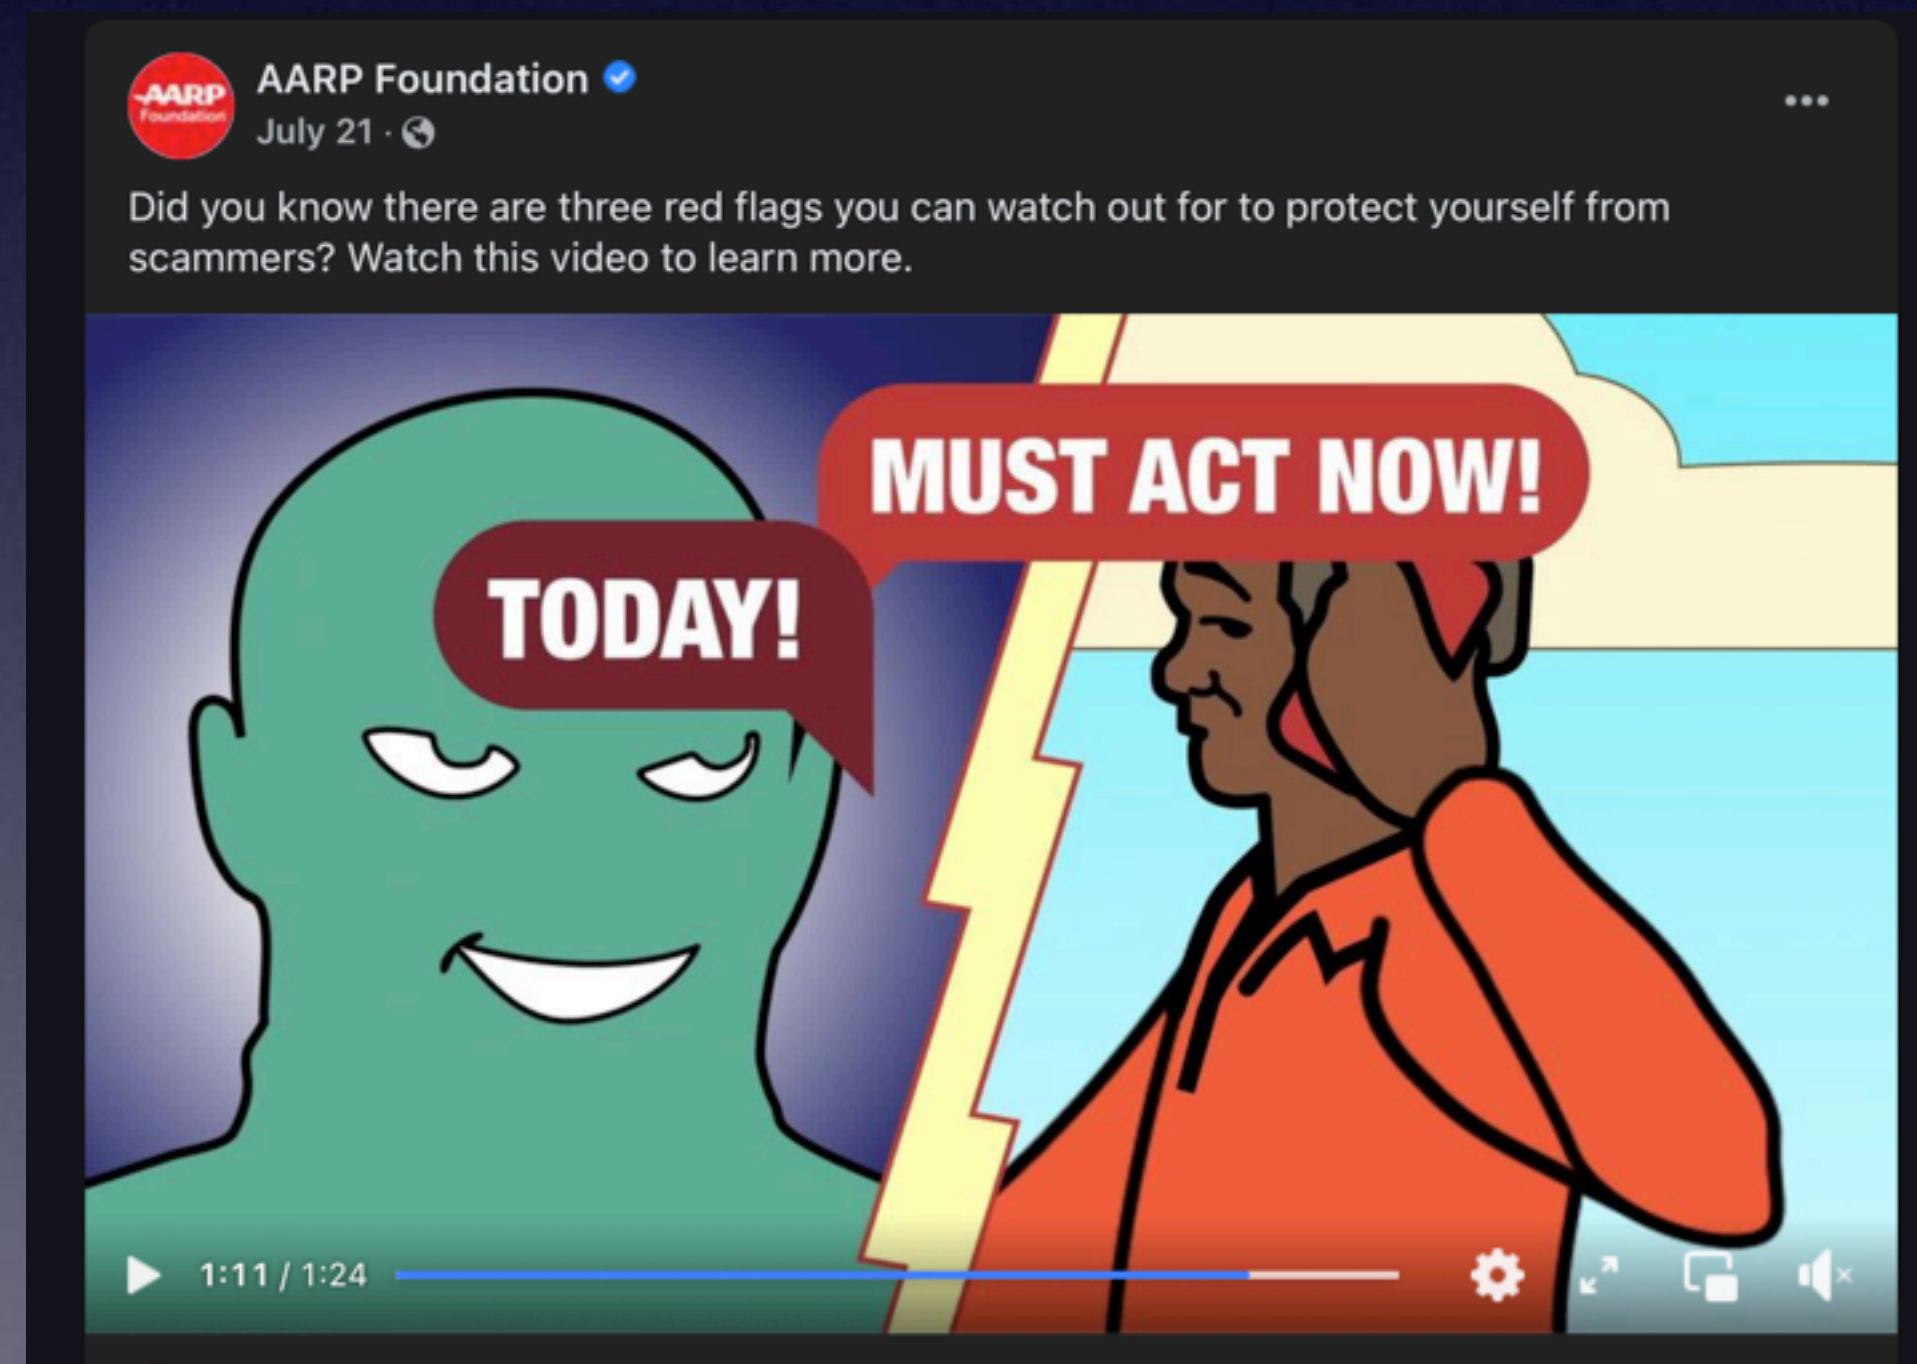 AARP
Foundation
AARP Foundation
July 21 ·
Did you know there are three red flags you can watch out for to protect yourself from
scammers? Watch this video to learn more.
MUST ACT NOW!
TODAY!
1:11 / 1:24